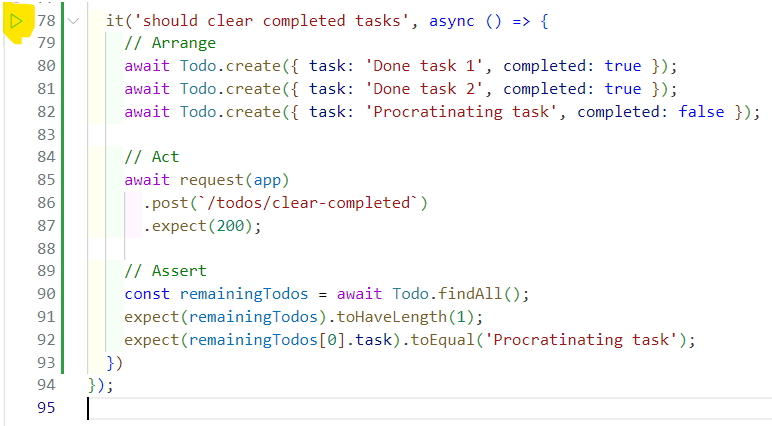 78 it('should clear completed tasks', async () => {
79 // Arrange
80 await Todo.create({ task: 'Done task 1', completed: true });
81 await Todo.create({ task: 'Done task 2', completed: true });
82 await Todo.create({ task: 'Procratinating task', completed: false });
83
84 // Act
85 await request(app)
86 .post(`/todos/clear-completed`)
87 .expect(200);
88
89 // Assert
90 const remainingTodos = await Todo.findAll();
91 expect(remainingTodos).toHaveLength(1);
92 expect(remainingTodos[0].task).toEqual('Procratinating task');
93 })
94 });
95